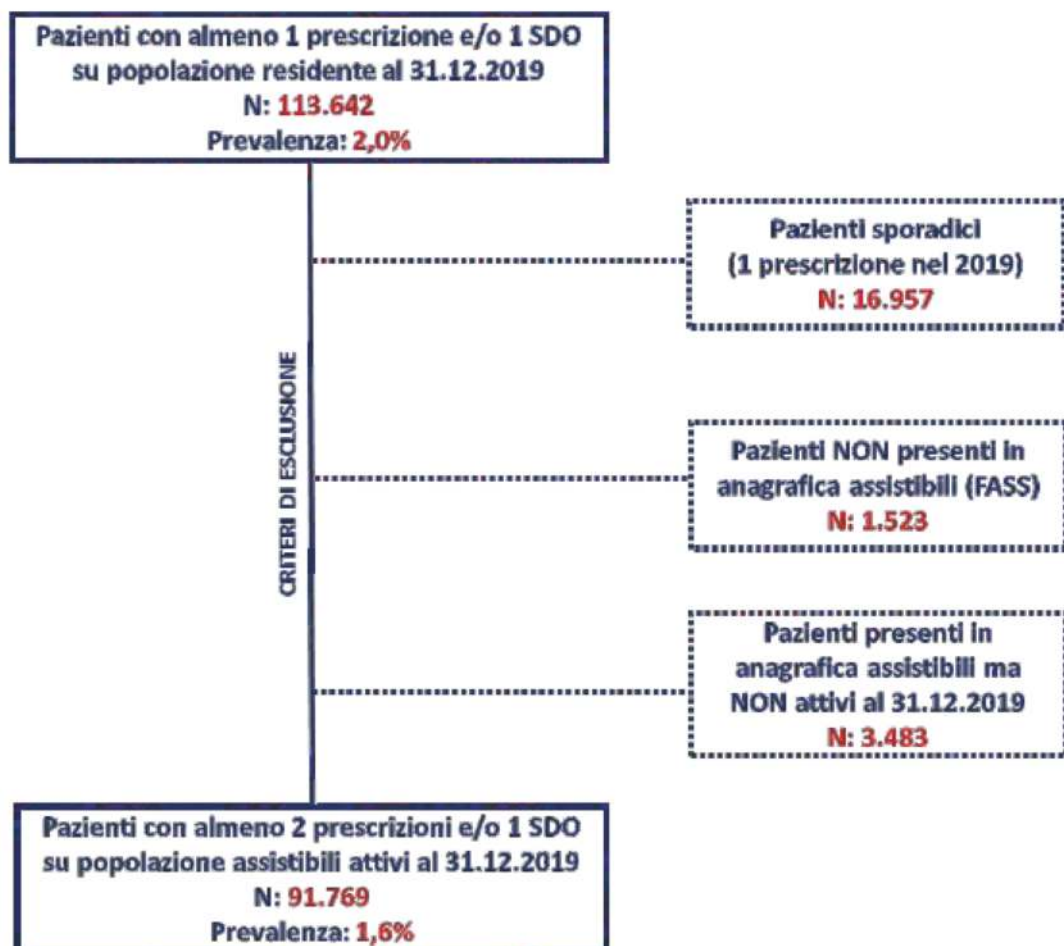 Pazienti con almeno 1 prescrizione e/o 1 SDO
su popolazione residente al 31.12.2019
N: 113.642
Prevalenza: 2,0%
Pazienti sporadici
(1 prescrizione nel 2019)
N: 16.957
CRITERI DI ESCLUSIONE
Pazienti NON presenti in
anagrafica assistibili (FASS)
N: 1.523
Pazienti presenti in
anagrafica assistibili ma
NON attivi al 31.12.2019
N: 3.483
Pazienti con almeno 2 prescrizioni e/o 1 SDO
su popolazione assistibili attivi al 31.12.2019
N: 91.769
Prevalenza: 1,6%